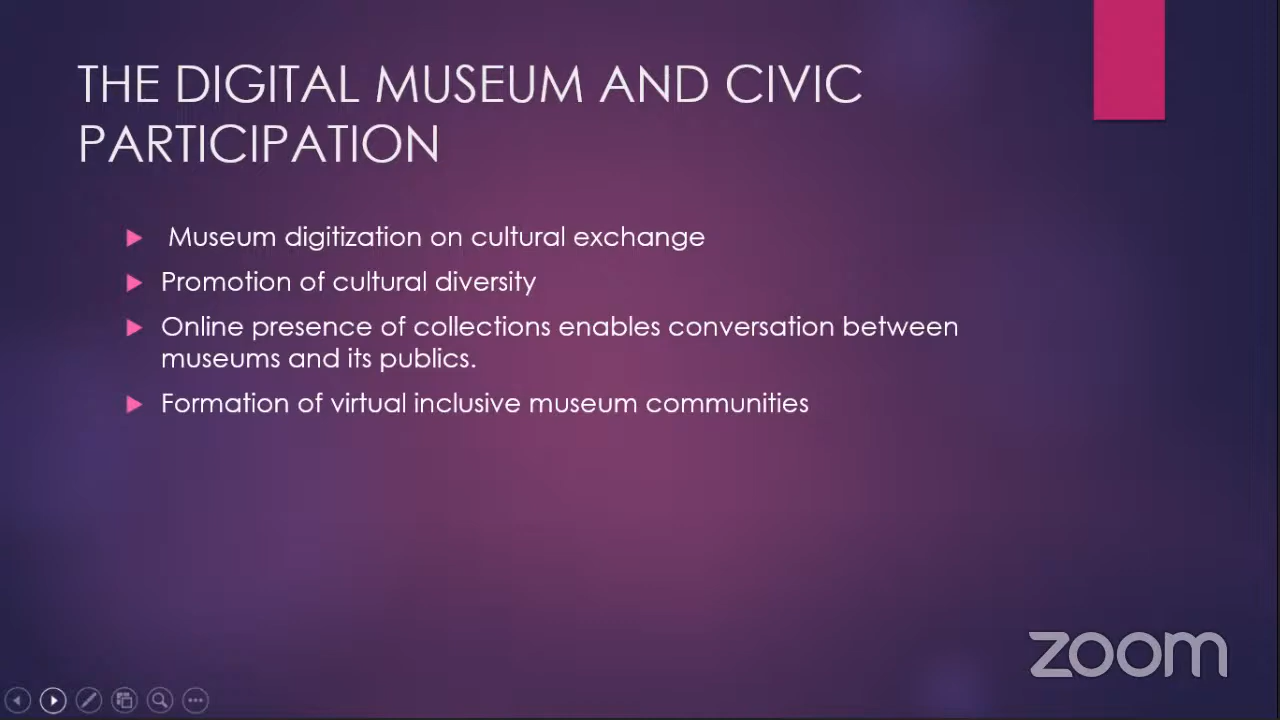 THE DIGITAL MUSEUM AND CIVIC
PARTICIPATION
Museum digitization on cultural exchange
Promotion of cultural diversity
Online presence of collections enables conversation between
museums and its publics.
Formation of virtual inclusive museum communities
zoom